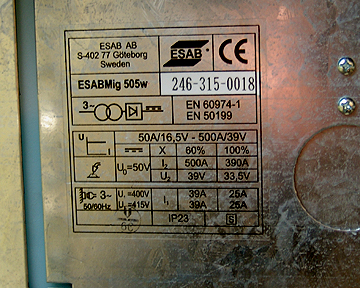 ESAB AB
S-402 77 Göteborg
Sweden
ESAB
CE
ESABMig 505w
246-315-0018
3~
EN 60974-1
EN 50199
50A/16,5V - 500A/39V
X 60% 100%
U₀=50V
I₂ 500A 390A
U₂ 39V 33,5V
3~
50/60Hz
U₁=400V
U₁=415V
I₁ 39A 25A
39A 25A
IP23
S